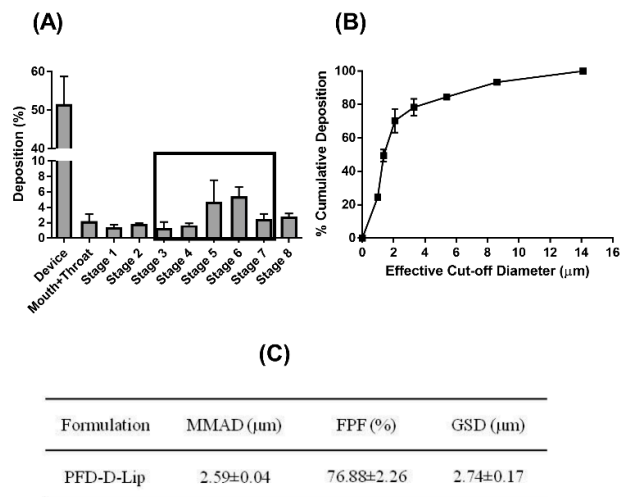 (A)
60
50
40
10
8
6
4
2
0
Deposition (%)
Device
Mouth+Throat
Stage 1
Stage 2
Stage 3
Stage 4
Stage 5
Stage 6
Stage 7
Stage 8
(B)
100
80
60
40
20
0
% Cumulative Deposition
0 2 4 6 8 10 12 14 16
Effective Cut-off Diameter (μm)
(C)
Formulation MMAD (μm) FPF (%) GSD (μm)
PFD-D-Lip 2.59±0.04 76.88±2.26 2.74±0.17